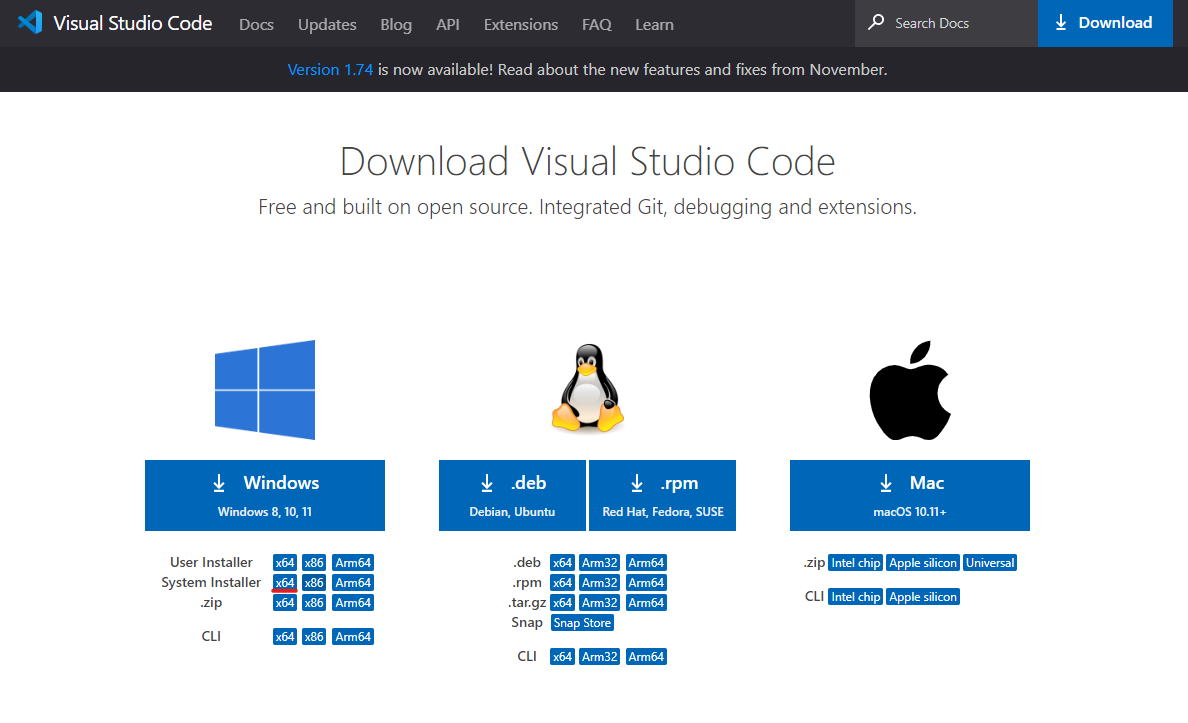 Visual Studio Code Docs Updates Blog API Extensions FAQ Learn Search Docs Download
Version 1.74 is now available! Read about the new features and fixes from November.
Download Visual Studio Code
Free and built on open source. Integrated Git, debugging and extensions.
Windows
Windows 8, 10, 11
User Installer x64 x86 Arm64
System Installer x64 x86 Arm64
.zip x64 x86 Arm64
CLI x64 x86 Arm64
.deb
Debian, Ubuntu
.rpm
Red Hat, Fedora, SUSE
.deb x64 Arm32 Arm64
.rpm x64 Arm32 Arm64
.tar.gz x64 Arm32 Arm64
Snap Snap Store
CLI x64 Arm32 Arm64
Mac
macOS 10.11+
.zip Intel chip Apple silicon Universal
CLI Intel chip Apple silicon